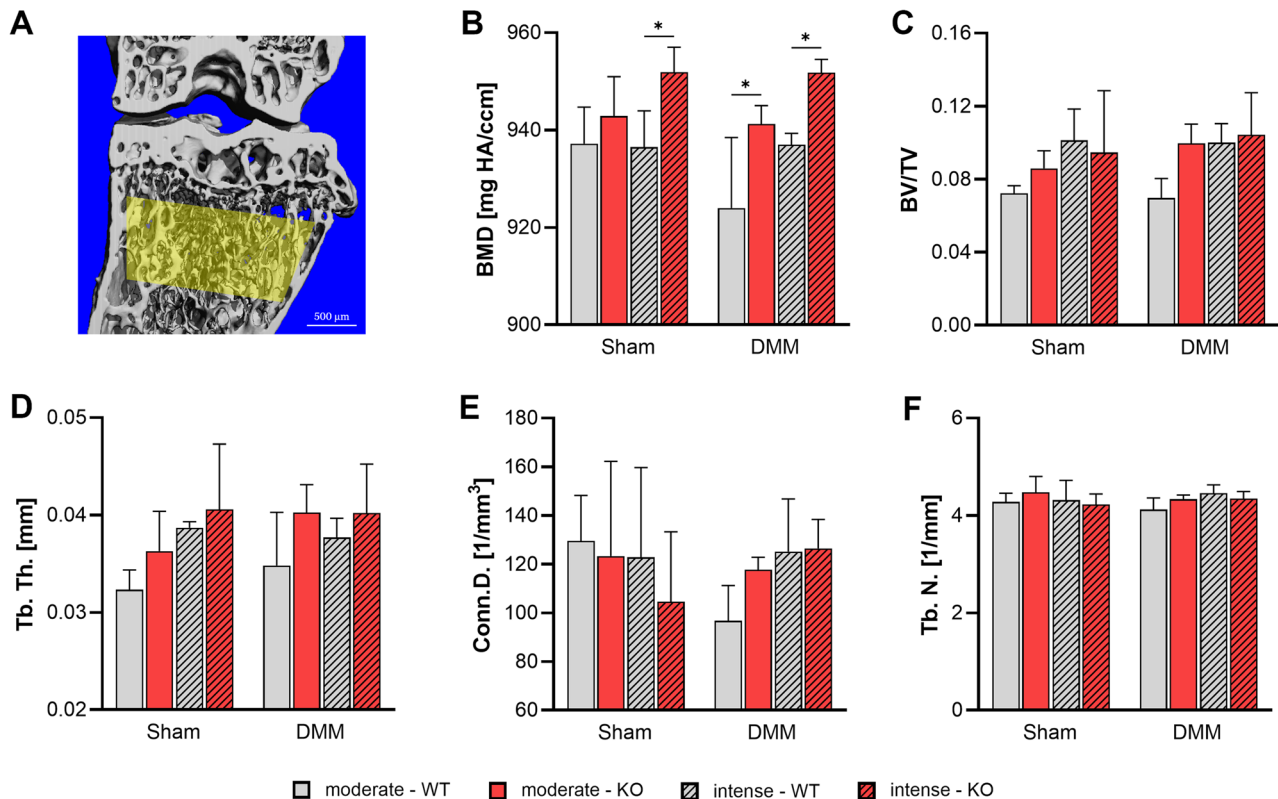 A
500 µm
B
BMD [mg HA/ccm]
960
940
920
900
*
*
*
Sham
DMM
C
BV/TV
0.16
0.12
0.08
0.04
0.00
Sham
DMM
D
Tb. Th. [mm]
0.05
0.04
0.03
0.02
Sham
DMM
E
Conn.D. [1/mm³]
180
160
140
120
100
80
60
Sham
DMM
F
Tb. N. [1/mm]
6
4
2
0
Sham
DMM
moderate - WT
moderate - KO
intense - WT
intense - KO